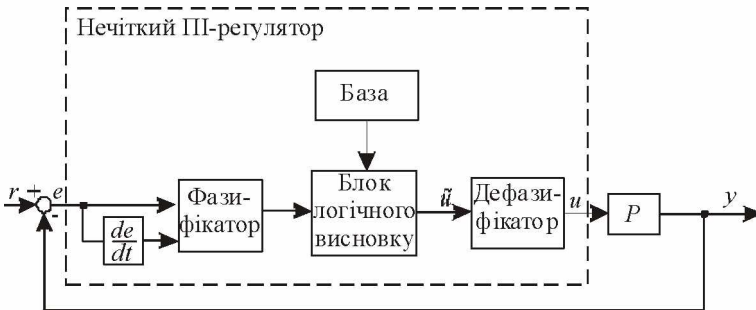 Нечіткий ПІ-регулятор
База
r + e
-
Фази-
фікатор
de
dt
Блок
логічного
висновку
ũ
Дефази-
фікатор
u
P
y